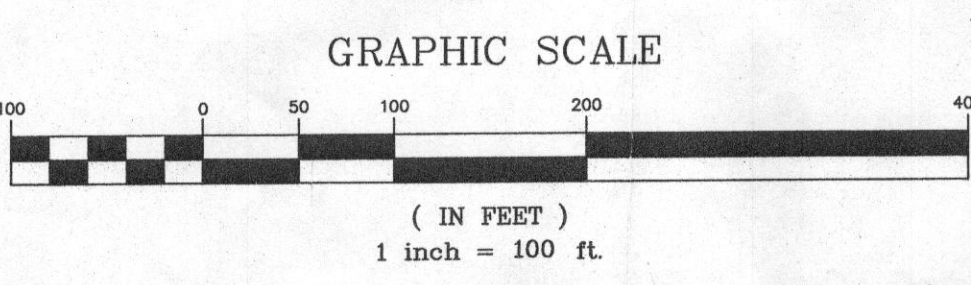 GRAPHIC SCALE
100 0 50 100 200 40
( IN FEET )
1 inch = 100 ft.